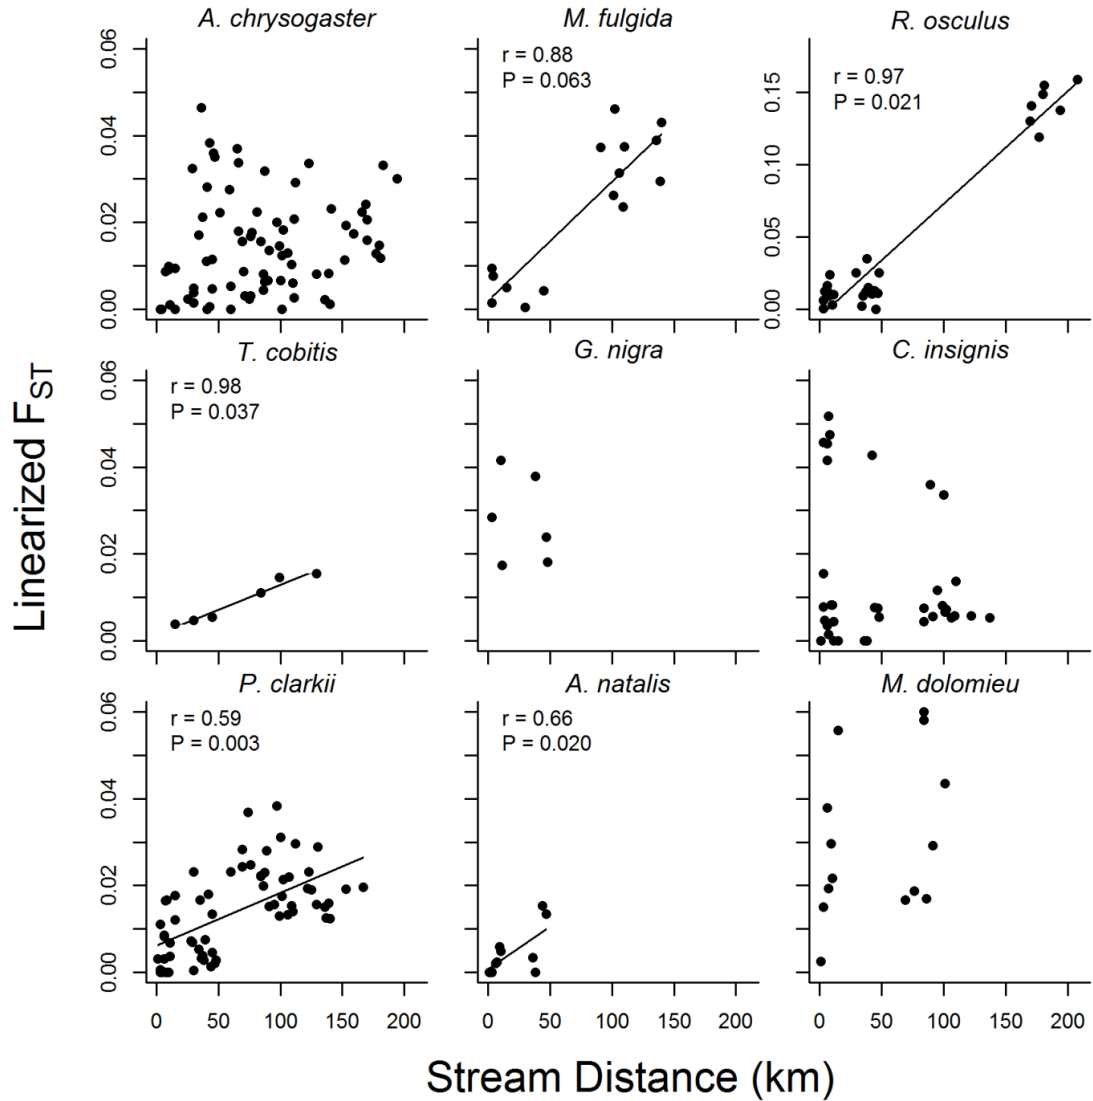 A. chrysogaster
M. fulgida
R. osculus
0.00 0.02 0.04 0.06
r = 0.88
P = 0.063
r = 0.97
P = 0.021
0.00 0.05 0.10 0.15
T. cobitis
G. nigra
C. insignis
0.00 0.02 0.04 0.06
r = 0.98
P = 0.037
P. clarkii
A. natalis
M. dolomieu
0.00 0.02 0.04 0.06
r = 0.59
P = 0.003
r = 0.66
P = 0.020
0 50 100 150 200
0 50 100 150 200
0 50 100 150 200
Linearized FST
Stream Distance (km)